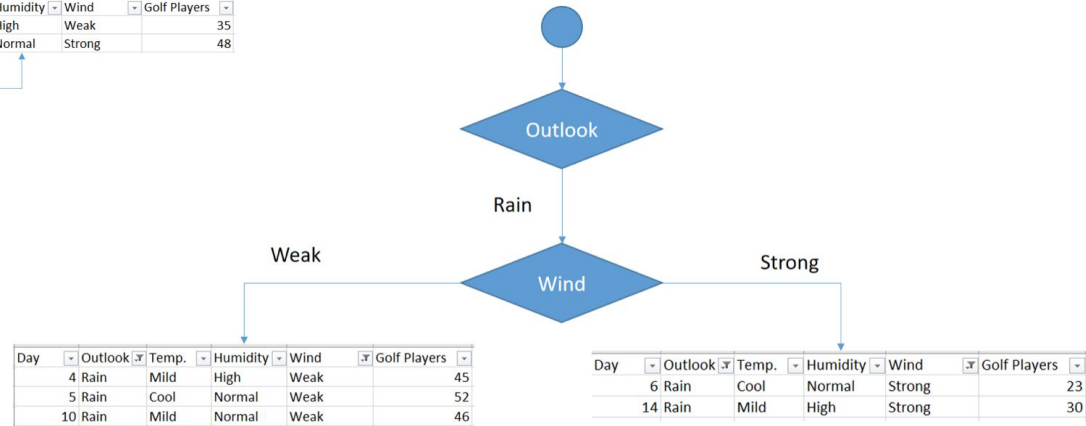 Humidity Wind Golf Players
High Weak 35
Normal Strong 48
Outlook
Rain
Weak
Strong
Wind
Day Outlook Temp. Humidity Wind Golf Players
4 Rain Mild High Weak 45
5 Rain Cool Normal Weak 52
10 Rain Mild Normal Weak 46
Day Outlook Temp. Humidity Wind Golf Players
6 Rain Cool Normal Strong 23
14 Rain Mild High Strong 30